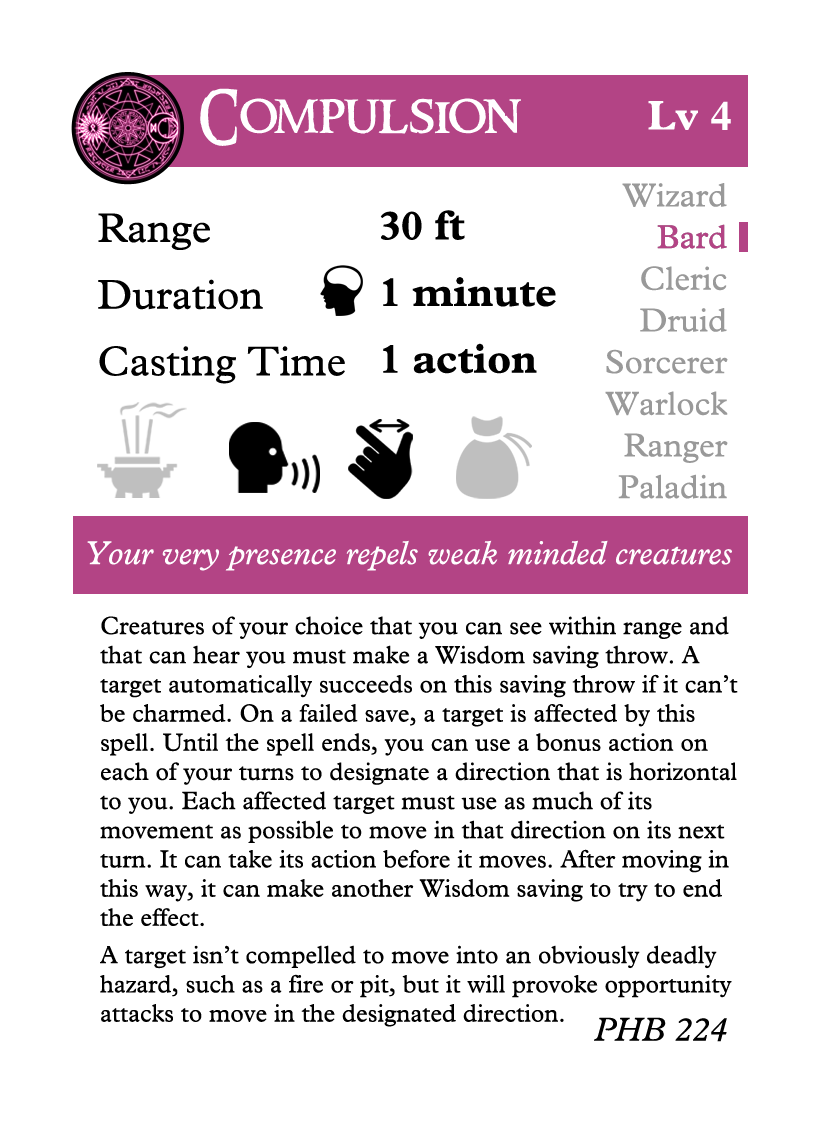 COMPULSION Lv 4
Wizard
Range 30 ft
Bard
Cleric
Duration 1 minute
Druid
Casting Time 1 action
Sorcerer
Warlock
Ranger
Paladin
Your very presence repels weak minded creatures
Creatures of your choice that you can see within range and
that can hear you must make a Wisdom saving throw. A
target automatically succeeds on this saving throw if it can't
be charmed. On a failed save, a target is affected by this
spell. Until the spell ends, you can use a bonus action on
each of your turns to designate a direction that is horizontal
to you. Each affected target must use as much of its
movement as possible to move in that direction on its next
turn. It can take its action before it moves. After moving in
this way, it can make another Wisdom saving to try to end
the effect.
A target isn't compelled to move into an obviously deadly
hazard, such as a fire or pit, but it will provoke opportunity
attacks to move in the designated direction.
PHB 224